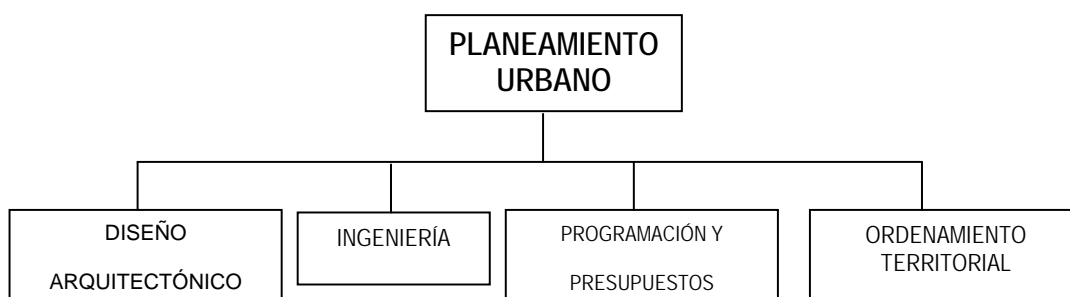 PLANEAMIENTO
URBANO
DISEÑO
ARQUITECTÓNICO
INGENIERÍA
PROGRAMACIÓN Y
PRESUPUESTOS
ORDENAMIENTO
TERRITORIAL